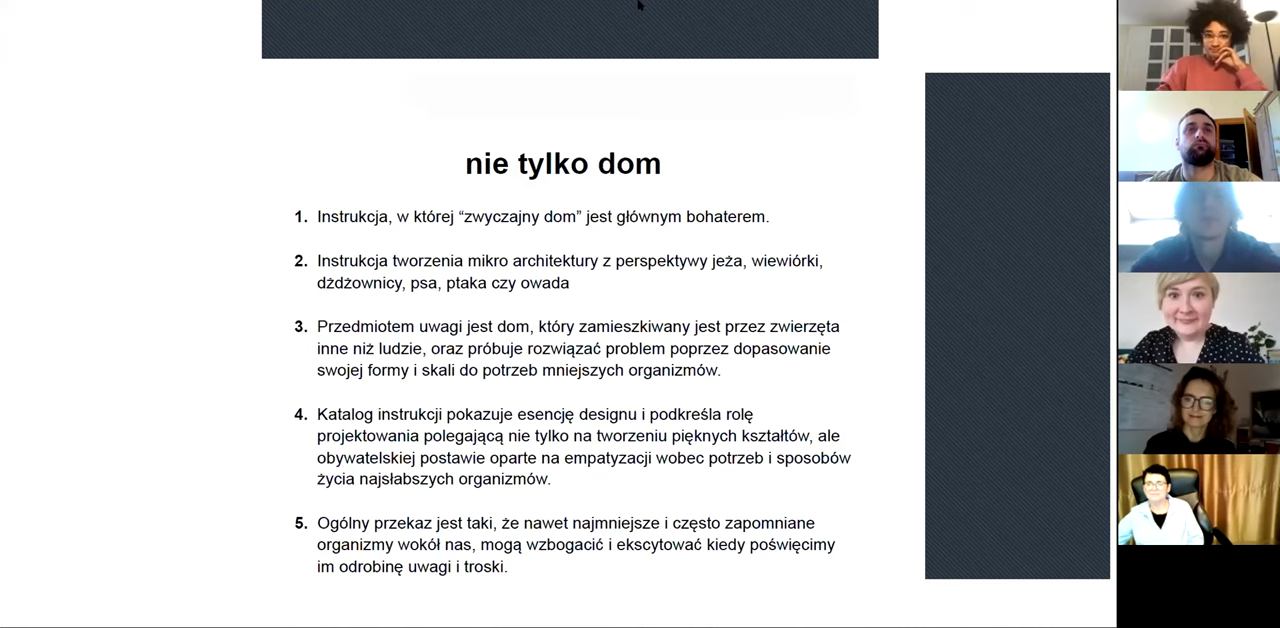 nie tylko dom
1. Instrukcja, w której “zwyczajny dom” jest głównym bohaterem.
2. Instrukcja tworzenia mikro architektury z perspektywy jeża, wiewiórki,
dżdżownicy, psa, ptaka czy owada
3. Przedmiotem uwagi jest dom, który zamieszkiwany jest przez zwierzęta
inne niż ludzie, oraz próbuje rozwiązać problem poprzez dopasowanie
swojej formy i skali do potrzeb mniejszych organizmów.
4. Katalog instrukcji pokazuje esencję designu i podkreśla rolę
projektowania polegającą nie tylko na tworzeniu pięknych kształtów, ale
obywatelskiej postawie oparte na empatyzacji wobec potrzeb i sposobów
życia najsłabszych organizmów.
5. Ogólny przekaz jest taki, że nawet najmniejsze i często zapomniane
organizmy wokół nas, mogą wzbogacić i ekscytować kiedy poświęcimy
im odrobinę uwagi i troski.